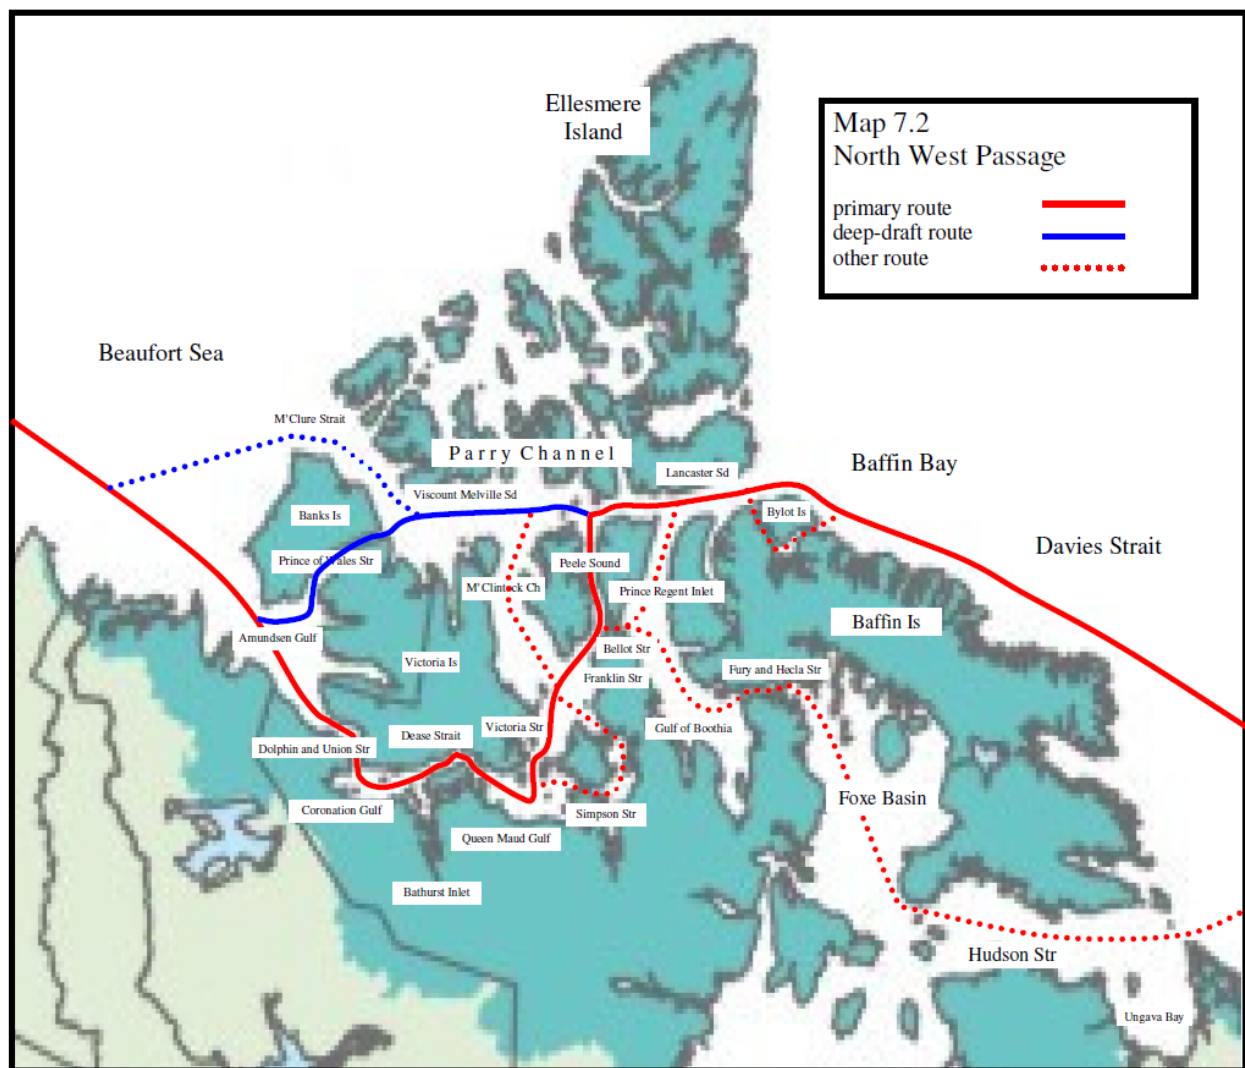 Ellesmere
Island
Map 7.2
North West Passage
primary route
deep-draft route
other route
Beaufort Sea
M'Clure Strait
Parry Channel
Lancaster Sd
Baffin Bay
Viscount Melville Sd
Banks Is
Bylot Is
Davies Strait
Prince of Wales Str
Peele Sound
M'Clintock Ch
Prince Regent Inlet
Baffin Is
Amundsen Gulf
Bellot Str
Victoria Is
Fury and Hecla Str
Franklin Str
Victoria Str
Gulf of Boothia
Dease Strait
Dolphin and Union Str
Foxe Basin
Coronation Gulf
Simpson Str
Queen Maud Gulf
Bathurst Inlet
Hudson Str
Ungava Bay